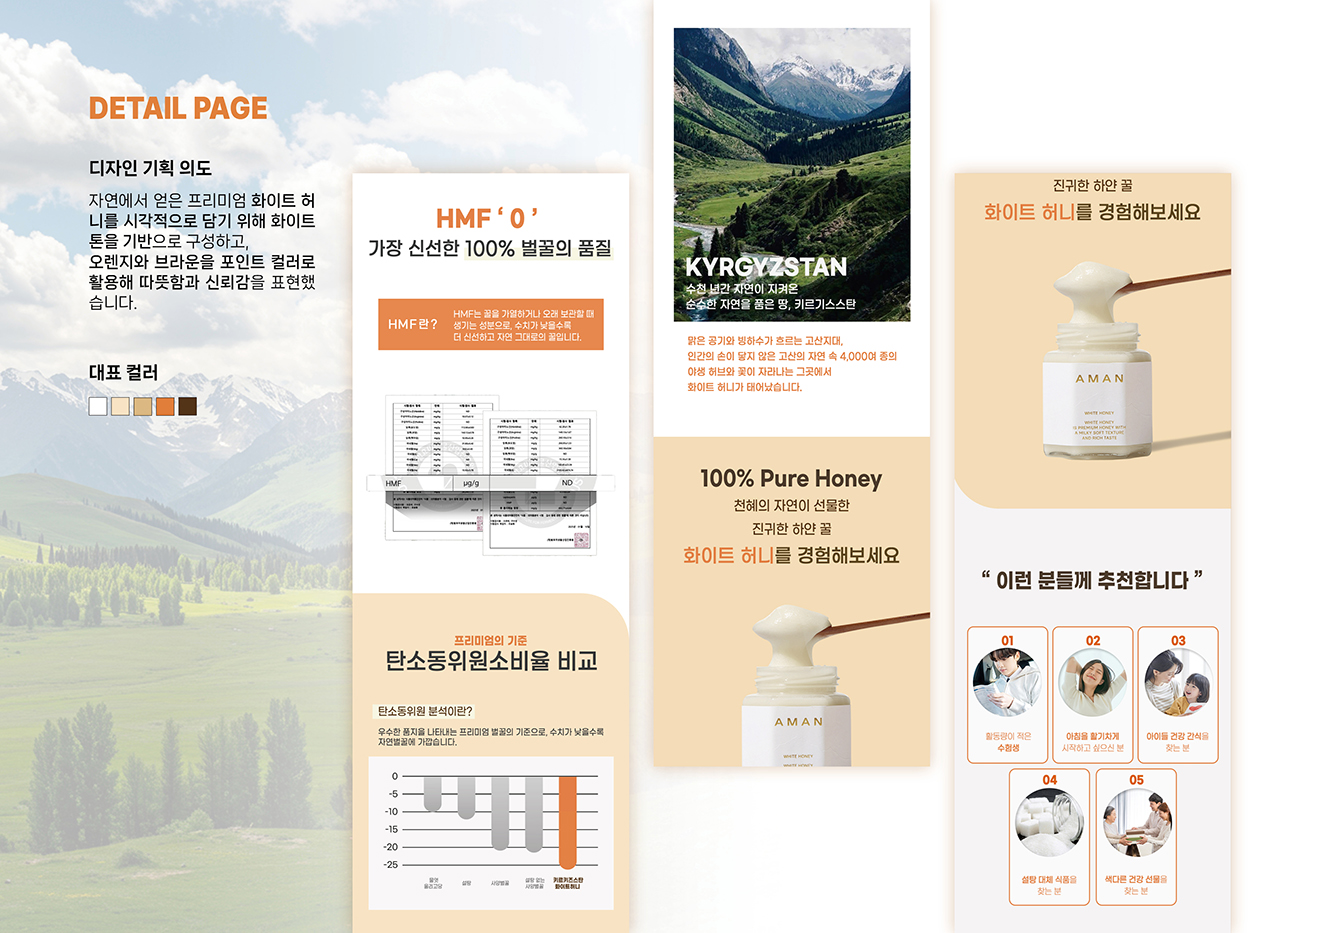 DETAIL PAGE
디자인 기획 의도
자연에서 얻은 프리미엄 화이트 허
니를 시각적으로 담기 위해 화이트
톤을 기반으로 구성하고,
오렌지와 브라운을 포인트 컬러로
활용해 따뜻함과 신뢰감을 표현했
습니다.
대표 컬러
HMF ‘ 0 ’
가장 신선한 100% 벌꿀의 품질
HMF란?
HMF는 꿀을 가열하거나 오래 보관할 때
생기는 성분으로, 수치가 낮을수록
더 신선하고 자연 그대로의 꿀입니다.
HMF µg/g ND
프리미엄의 기준
탄소동위원소비율 비교
탄소동위원 분석이란?
우수한 품지을 나타내는 프리미엄 벌꿀의 기준으로, 수치가 낮을수록
자연벌꿀에 가깝습니다.
0
-5
-10
-15
-20
-25
설탕
사양벌꿀
설탕 없는
사양벌꿀
키르키즈스탄
화이트허니
KYRGYZSTAN
수천 년간 자연이 지켜온
순수한 자연을 품은 땅, 키르기스스탄
맑은 공기와 빙하수가 흐르는 고산지대,
인간의 손이 닿지 않은 고산의 자연 속 4,000여 종의
야생 허브와 꽃이 자라나는 그곳에서
화이트 허니가 태어났습니다.
100% Pure Honey
천혜의 자연이 선물한
진귀한 하얀 꿀
화이트 허니를 경험해보세요
AMAN
WHITE HONEY
진귀한 하얀 꿀
화이트 허니를 경험해보세요
AMAN
WHITE HONEY
WHITE HONEY
IS PREMIUM HONEY WITH
A MILKY SOFT TEXTURE
AND RICH TASTE
“ 이런 분들께 추천합니다 ”
01
활동량이 적은
수험생
02
아침을 활기차게
시작하고 싶으신 분
03
아이들 건강 간식을
찾는 분
04
설탕 대체 식품을
찾는 분
05
색다른 건강 선물을
찾는 분